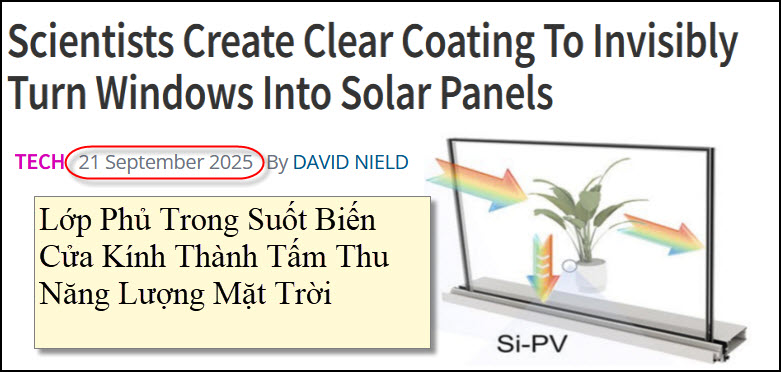 Scientists Create Clear Coating To Invisibly
Turn Windows Into Solar Panels
TECH 21 September 2025 By DAVID NIELD
Lớp Phủ Trong Suốt Biến
Cửa Kính Thành Tấm Thu
Năng Lượng Mặt Trời
Si-PV